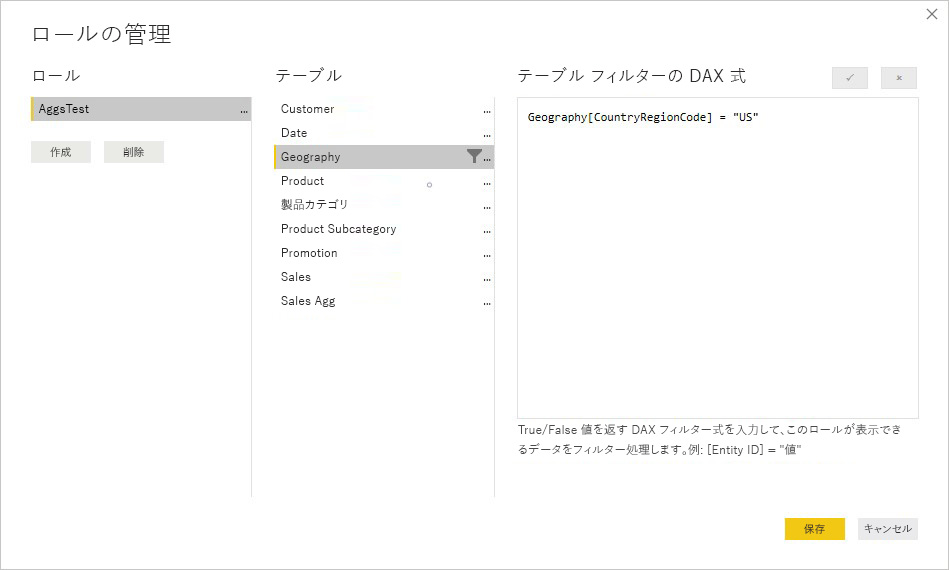 ロールの管理
ロール
AggsTest
...
作成
削除
テーブル
Customer
...
Date
...
Geography
...
Product
...
製品カテゴリ
...
Product Subcategory
...
Promotion
...
Sales
...
Sales Agg
...
テーブル フィルターの DAX 式
Geography[CountryRegionCode] = "US"
True/False 値を返す DAX フィルター式を入力して、このロールが表示でき
るデータをフィルター処理します。例: [Entity ID] = "値"
保存
キャンセル